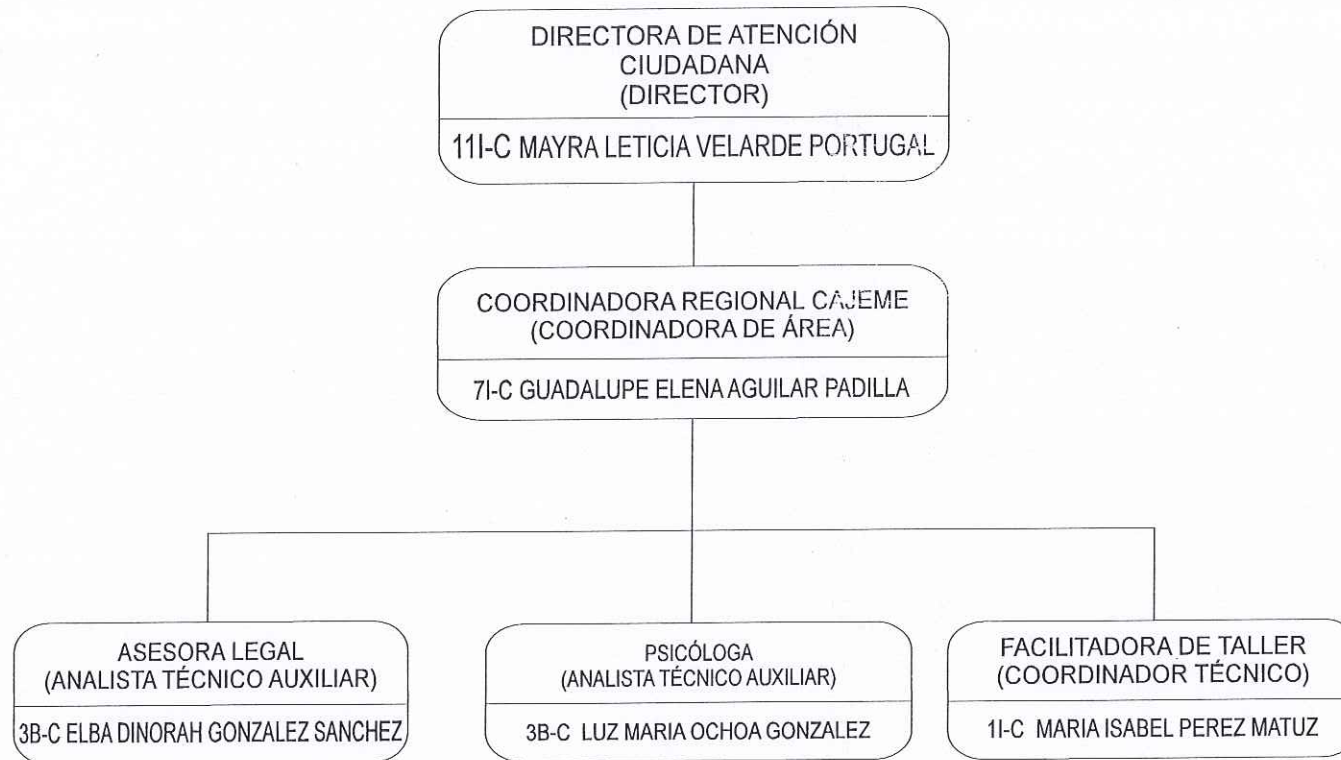 DIRECTORA DE ATENCIÓN
CIUDADANA
(DIRECTOR)
11I-C MAYRA LETICIA VELARDE PORTUGAL
COORDINADORA REGIONAL CAJEME
(COORDINADORA DE ÁREA)
7I-C GUADALUPE ELENA AGUILAR PADILLA
ASESORA LEGAL
(ANALISTA TÉCNICO AUXILIAR)
3B-C ELBA DINORAH GONZALEZ SANCHEZ
PSICÓLOGA
(ANALISTA TÉCNICO AUXILIAR)
3B-C LUZ MARIA OCHOA GONZALEZ
FACILITADORA DE TALLER
(COORDINADOR TÉCNICO)
1I-C MARIA ISABEL PEREZ MATUZ